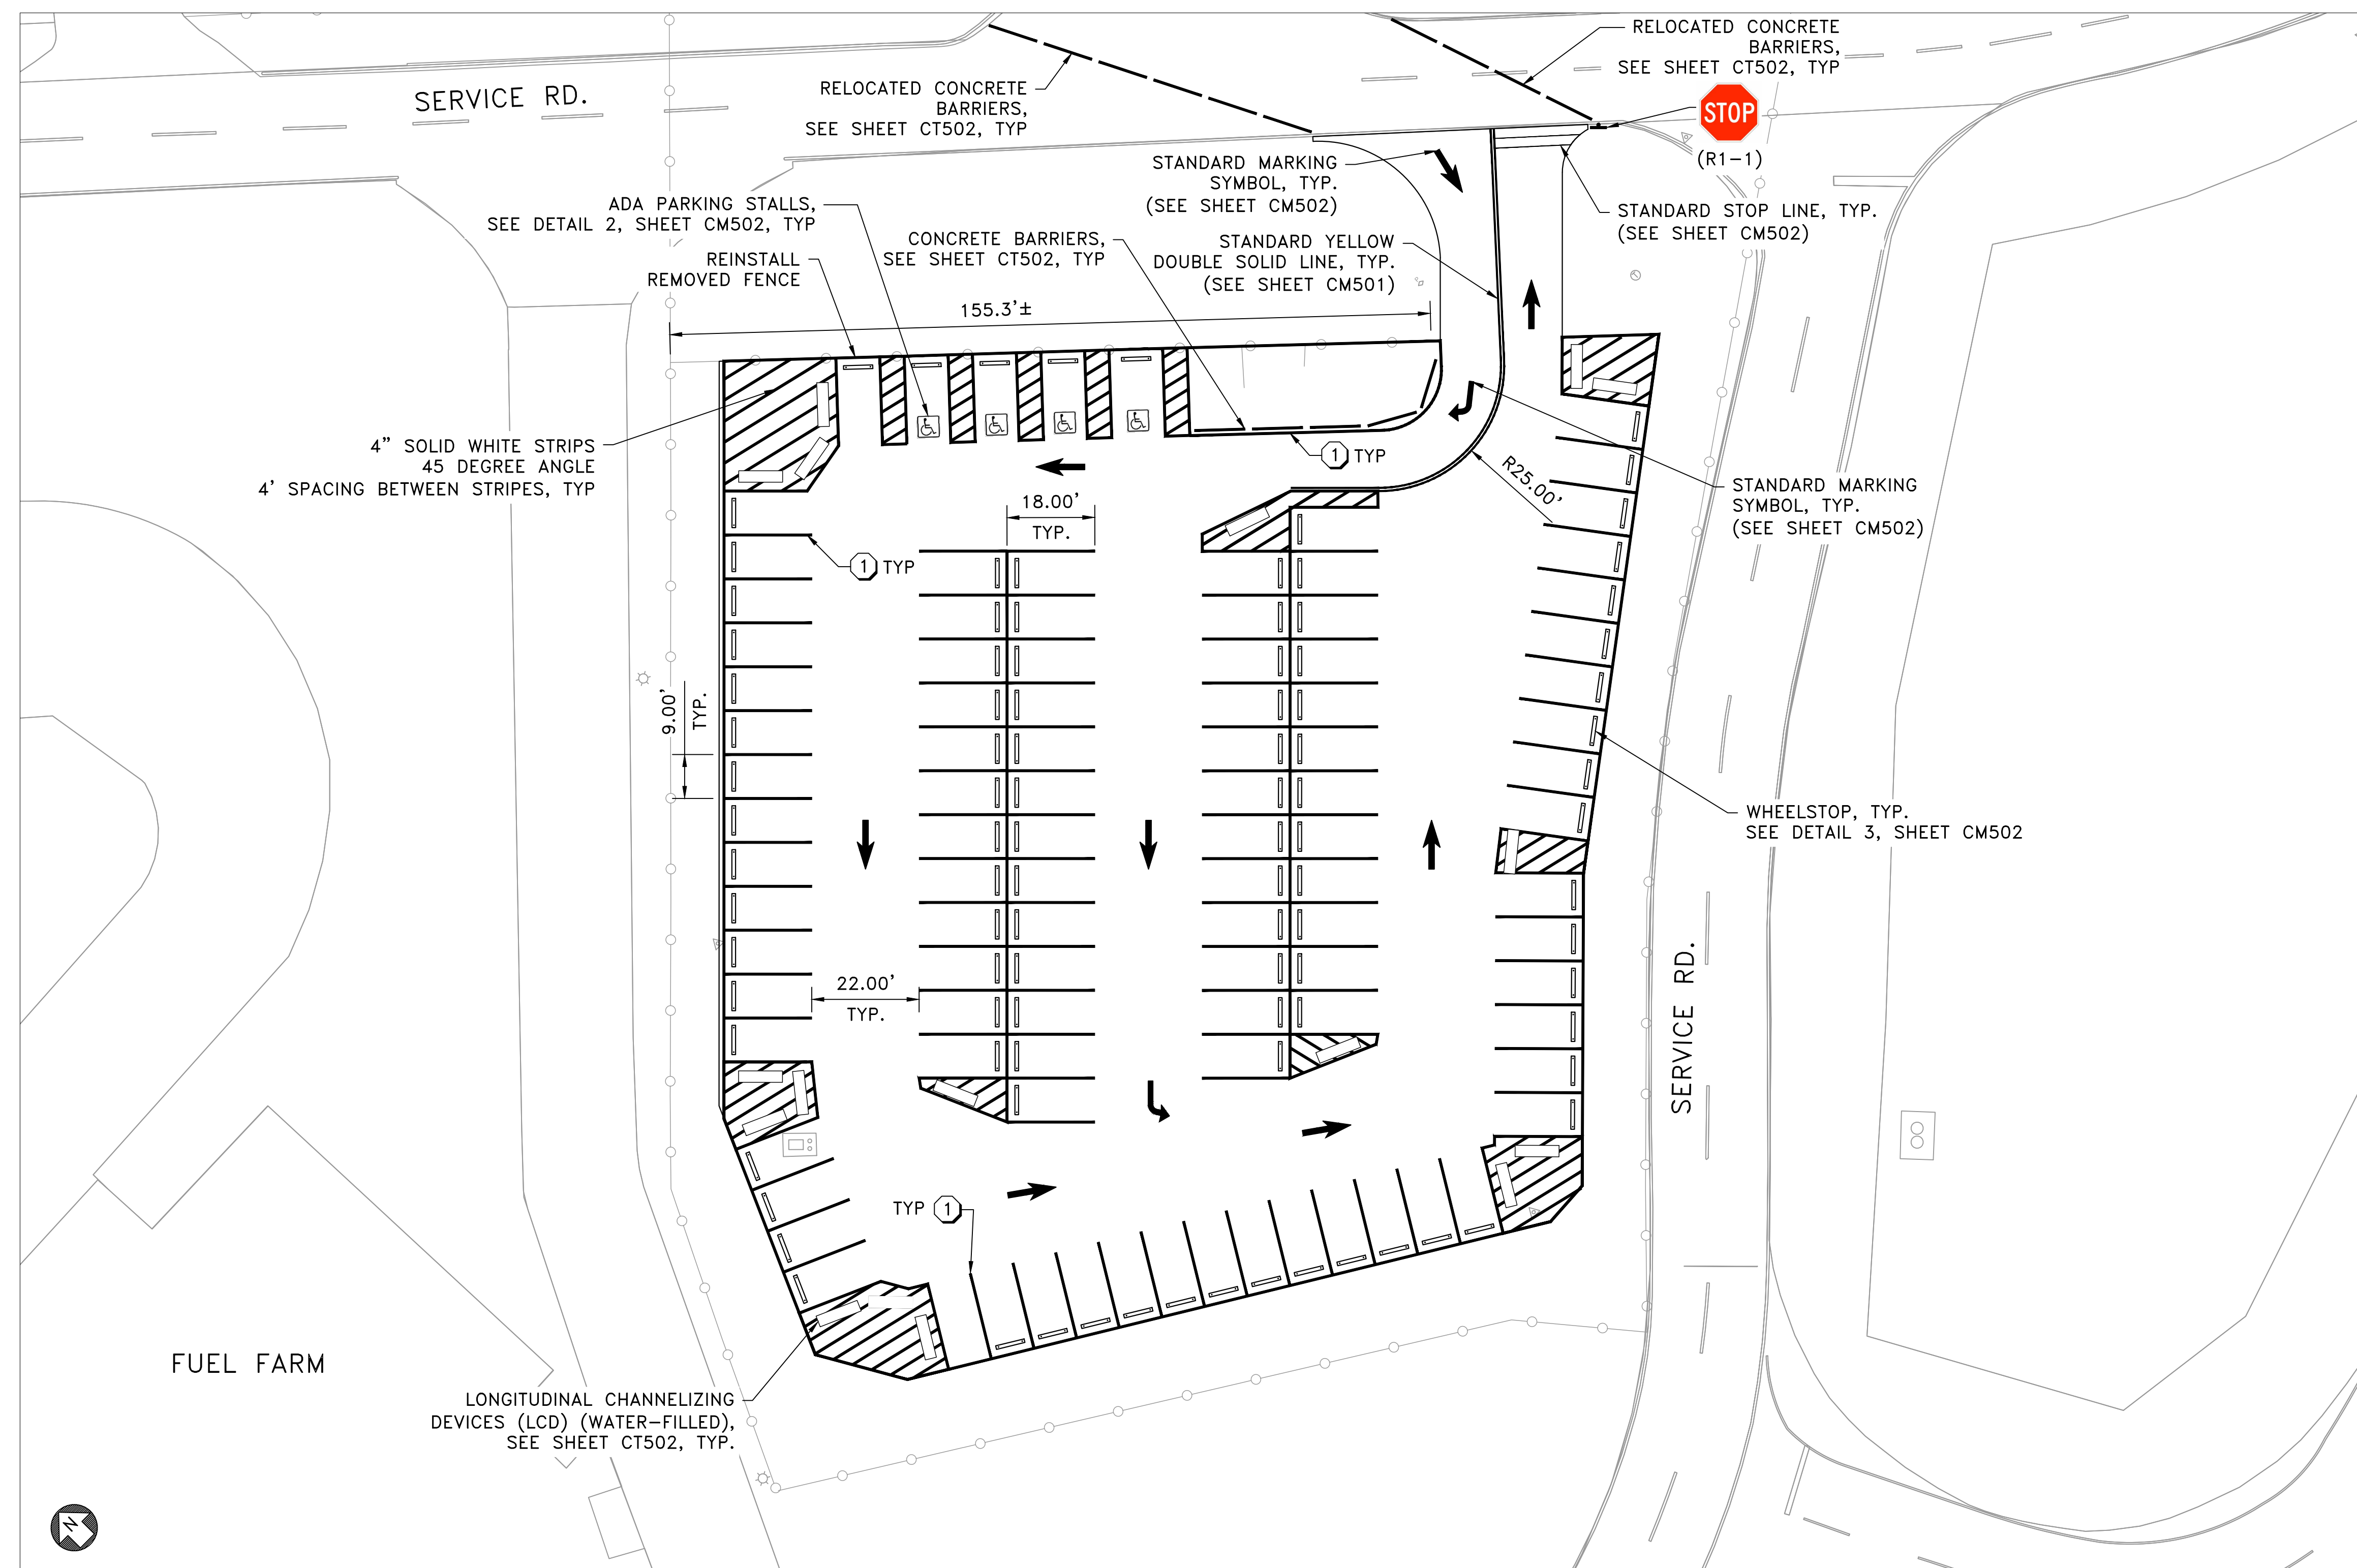 RELOCATED CONCRETE
BARRIERS,
SEE SHEET CT502, TYP
SERVICE RD.
RELOCATED CONCRETE
BARRIERS,
SEE SHEET CT502, TYP
STOP
(R1-1)
STANDARD MARKING
SYMBOL, TYP.
(SEE SHEET CM502)
ADA PARKING STALLS,
SEE DETAIL 2, SHEET CM502, TYP
STANDARD STOP LINE, TYP.
(SEE SHEET CM502)
CONCRETE BARRIERS,
SEE SHEET CT502, TYP
STANDARD YELLOW
DOUBLE SOLID LINE, TYP.
(SEE SHEET CM501)
REINSTALL
REMOVED FENCE
155.3'±
4" SOLID WHITE STRIPS
45 DEGREE ANGLE
4' SPACING BETWEEN STRIPES, TYP
1 TYP
R25.00'
STANDARD MARKING
SYMBOL, TYP.
(SEE SHEET CM502)
18.00'
TYP.
1 TYP
9.00'
TYP.
WHEELSTOP, TYP.
SEE DETAIL 3, SHEET CM502
22.00'
TYP.
SERVICE RD.
TYP 1
FUEL FARM
LONGITUDINAL CHANNELIZING
DEVICES (LCD) (WATER-FILLED),
SEE SHEET CT502, TYP.
N